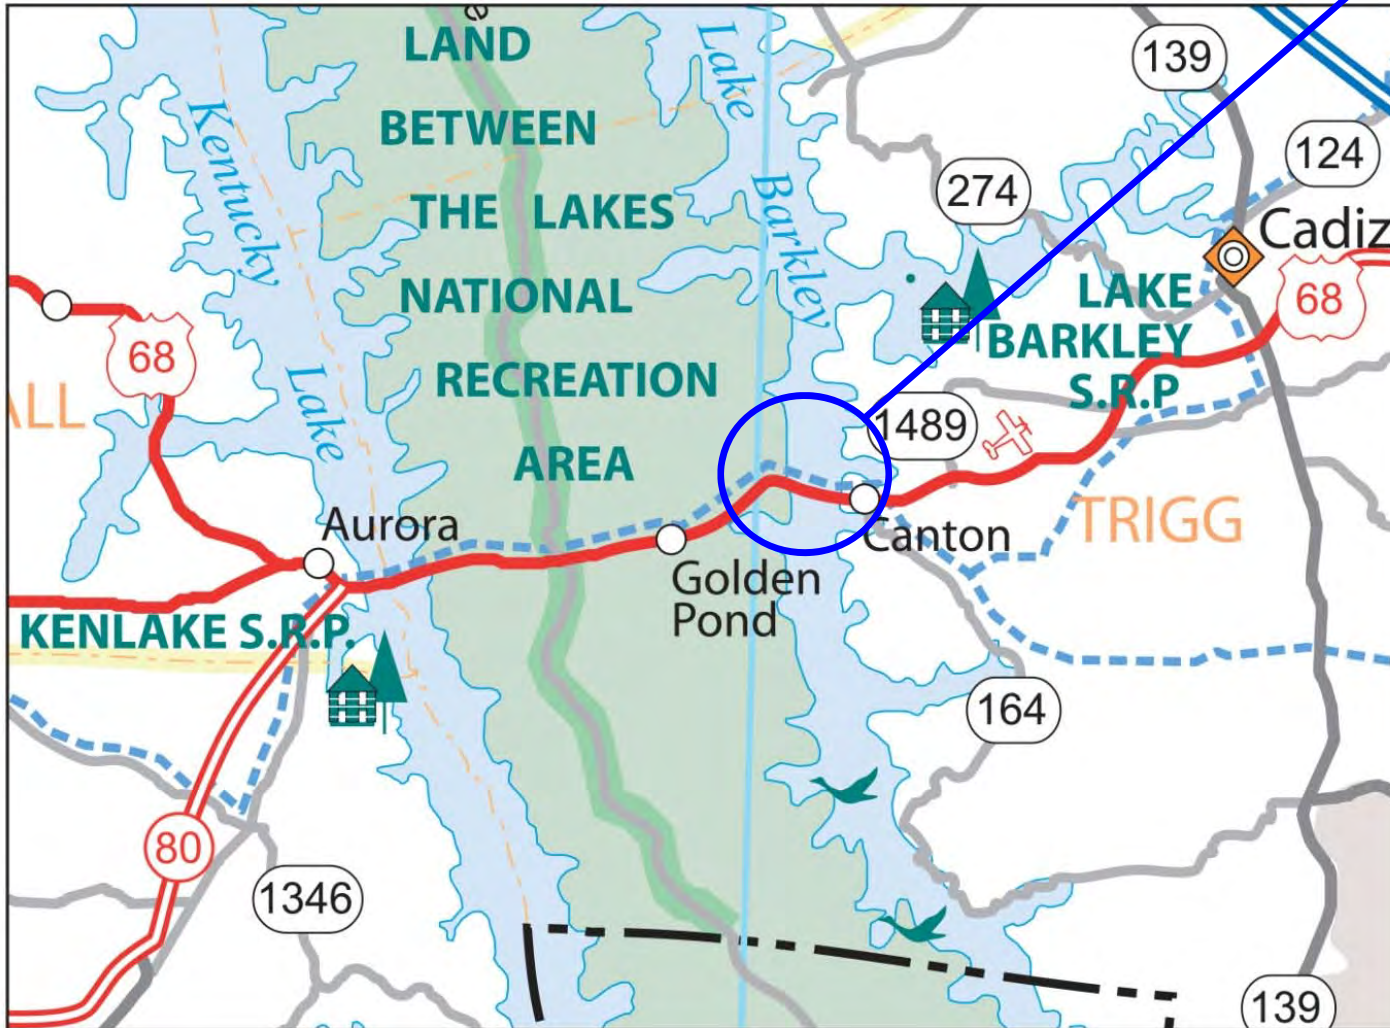 LAND
BETWEEN
THE LAKES
NATIONAL
RECREATION
AREA
Kentucky
Lake
Lake
Barkley
139
124
274
Cadiz
68
LAKE
BARKLEY
S.R.P
68
1489
TRIGG
Aurora
Canton
Golden
Pond
KENLAKE S.R.P.
164
80
1346
139